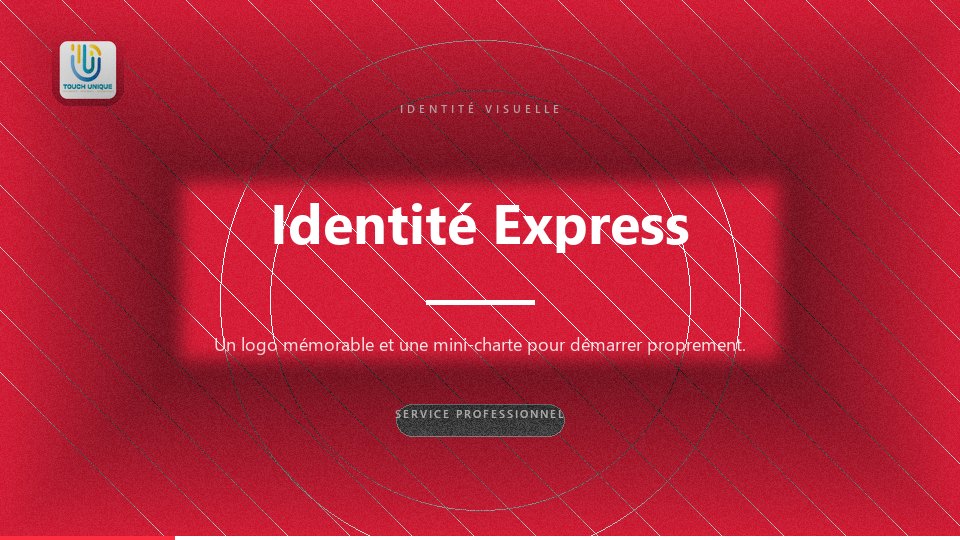 TOUCH UNIQUE
IDENTITÉ VISUELLE
Identité Express
Un logo mémorable et une mini-charte pour démarrer proprement.
SERVICE PROFESSIONNEL